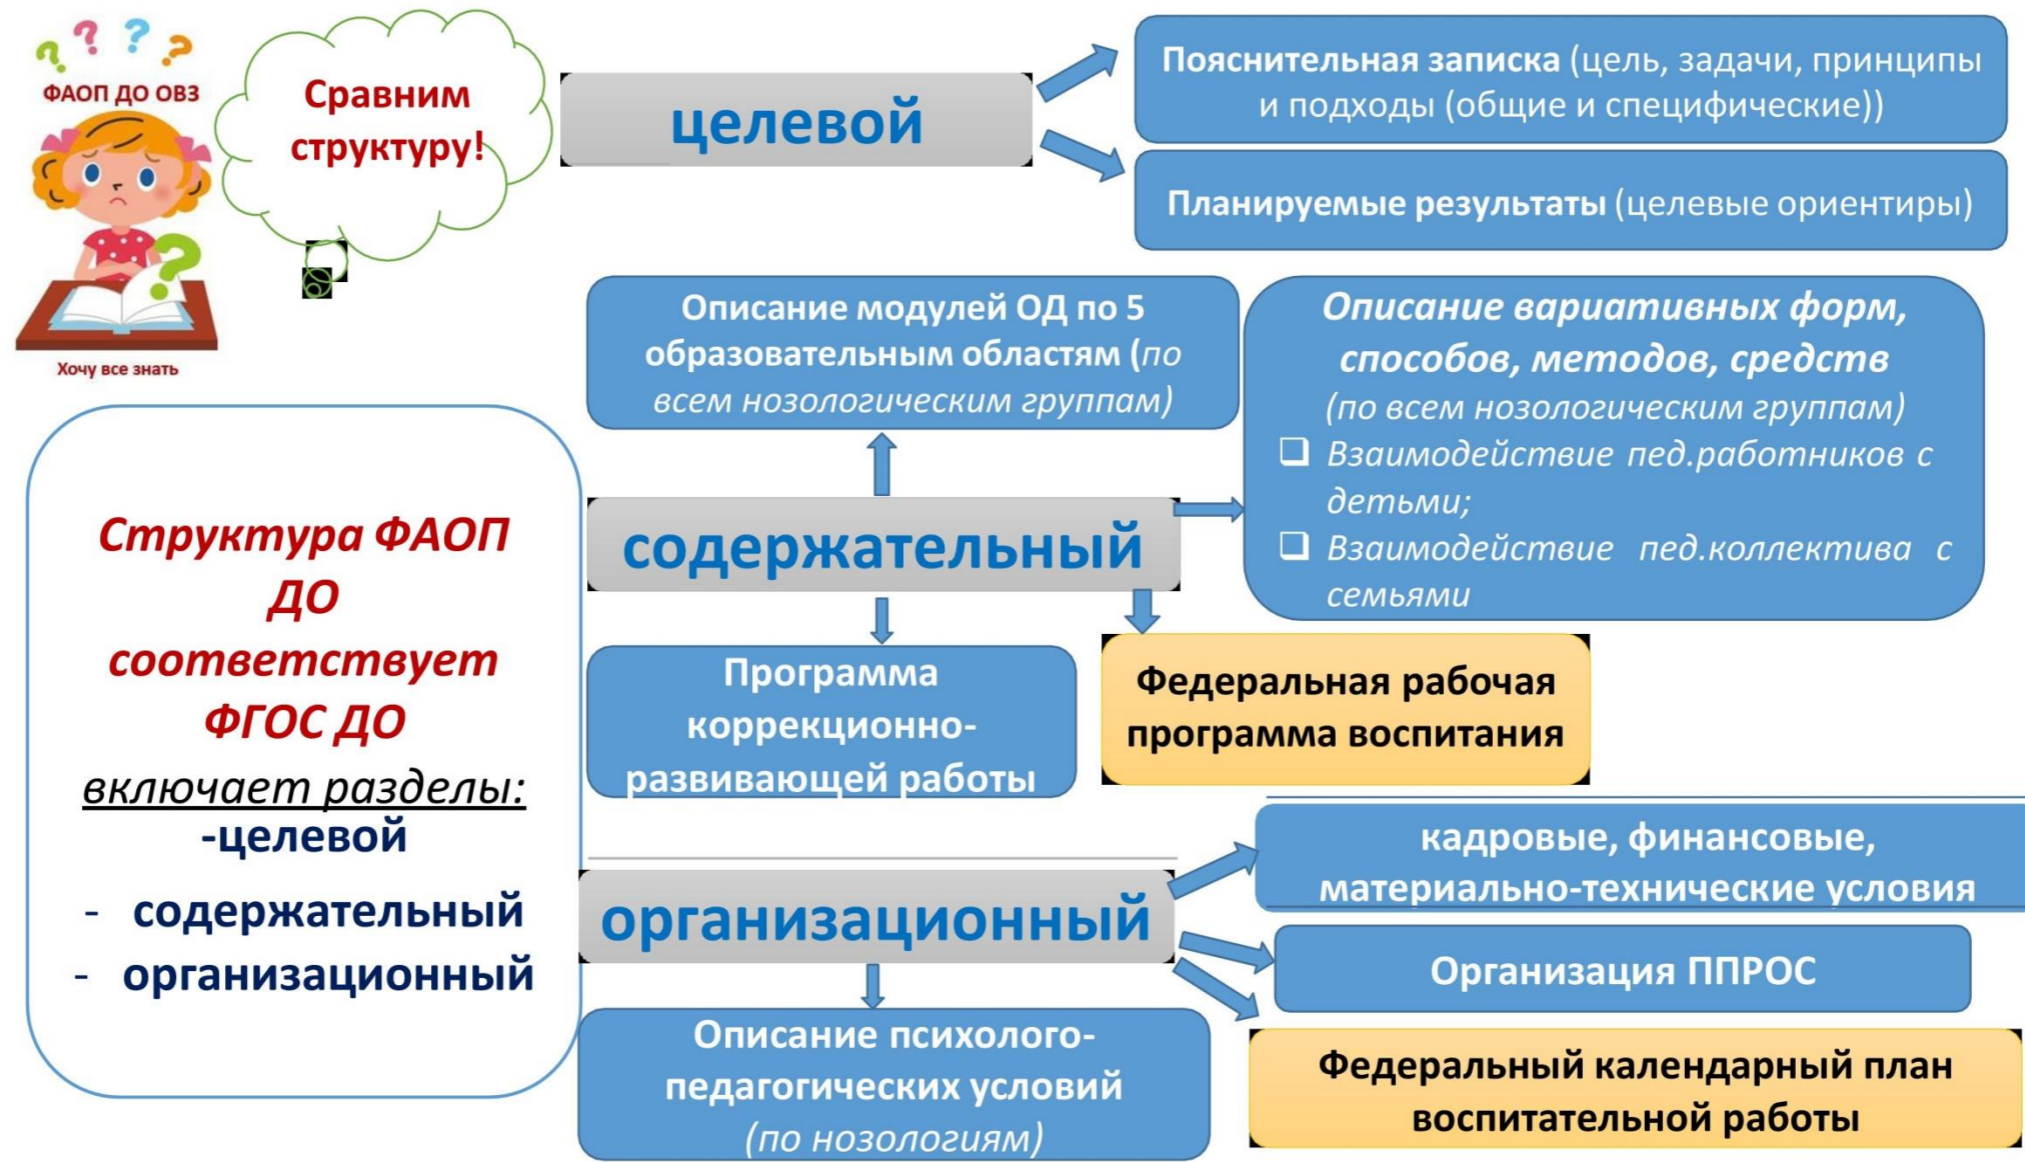 ФАОП ДО ОВЗ
Хочу все знать
Сравним
структуру!
целевой
Пояснительная записка (цель, задачи, принципы
и подходы (общие и специфические))
Планируемые результаты (целевые ориентиры)
Структура ФАОП
ДО
соответствует
ФГОС ДО
включает разделы:
-целевой
- содержательный
- организационный
Описание модулей ОД по 5
образовательным областям (по
всем нозологическим группам)
Описание вариативных форм,
способов, методов, средств
(по всем нозологическим группам)
❑ Взаимодействие пед.работников с
детьми;
❑ Взаимодействие пед.коллектива с
семьями
содержательный
Программа
коррекционно-
развивающей работы
Федеральная рабочая
программа воспитания
организационный
кадровые, финансовые,
материально-технические условия
Организация ППРОС
Описание психолого-
педагогических условий
(по нозологиям)
Федеральный календарный план
воспитательной работы